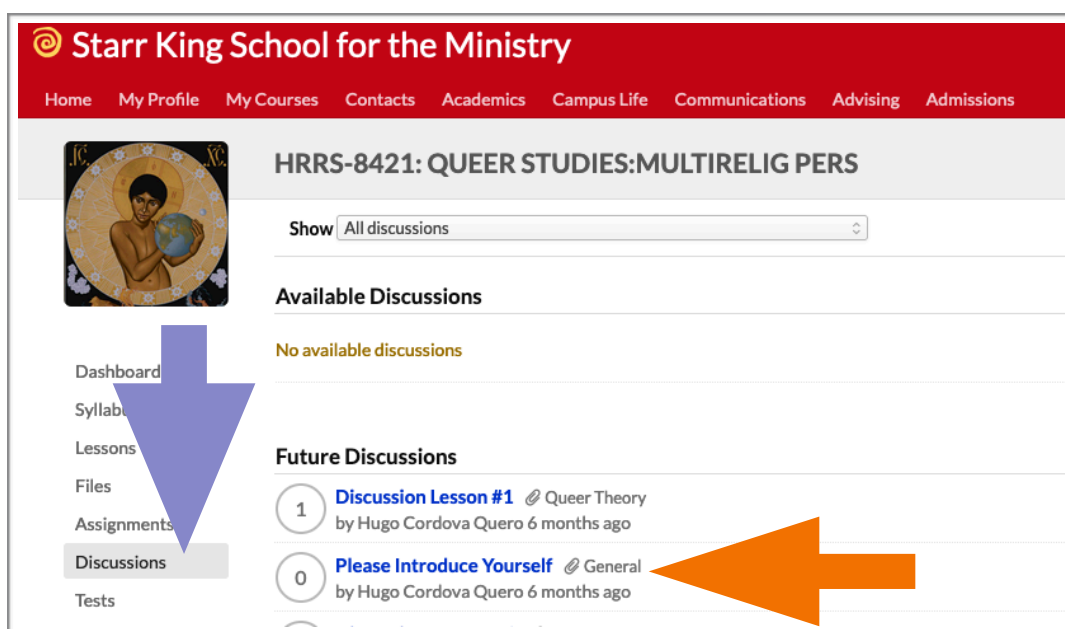 Starr King School for the Ministry
Home My Profile My Courses Contacts Academics Campus Life Communications Advising Admissions
HRRS-8421: QUEER STUDIES:MULTIRELIG PERS
Show All discussions
Available Discussions
No available discussions
Dashboard
Lessons
Files
Assignments
Discussions
Tests
Future Discussions
1 Discussion Lesson #1 Queer Theory
by Hugo Cordova Quero 6 months ago
0 Please Introduce Yourself General
by Hugo Cordova Quero 6 months ago